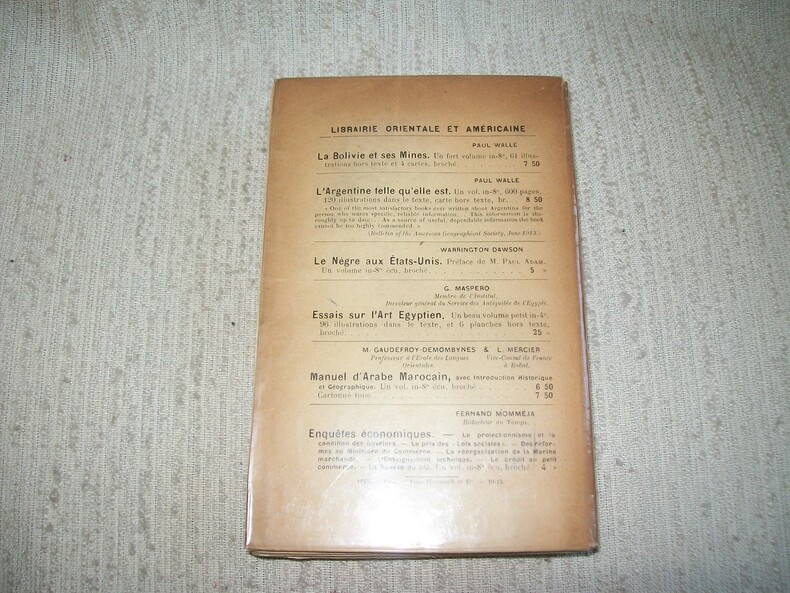 LIBRAIRIE ORIENTALE ET AMÉRICAINE
PAUL WALLE
La Bolivie et ses Mines. Un fort volume in-8º, 61 illus-
trations hors texte et 4 cartes, broché. . . . . . . . 7 50
PAUL WALLE
L'Argentine telle qu'elle est. Un vol. in-8º, 600 pages,
120 illustrations dans le texte, carte hors texte, br. 8 50
« One of the most satisfactory books ever written about Argentina for the
person who wants specific, reliable information... This information is tho-
roughly up to date... As a source of useful, dependable information the book
cannot be too highly commended. »
(Bulletin of the American Geographical Society, June 1913.)
WARRINGTON DAWSON
Le Nègre aux États-Unis. Préface de M. PAUL ADAM.
Un volume in-8º écu, broché. . . . . . . . . . . . 5 »
G. MASPERO
Membre de l'Institut,
Directeur général du Service des Antiquités de l'Égypte.
Essais sur l'Art Egyptien. Un beau volume petit in-4º,
96 illustrations dans le texte, et 6 planches hors texte,
broché. . . . . . . . . . . . . . . . . . . . 25 »
M. GAUDEFROY-DEMOMBYNES & L. MERCIER
Professeur à l'École des Langues Vice-Consul de France
Orientales. à Rabat.
Manuel d'Arabe Marocain, avec Introduction Historique
et Géographique. Un vol. in-8º écu, broché. . . . . . 6 50
Cartonné toile . . . . . . . . . . . . . . . . . 7 50
FERNAND MOMMÉJA
Rédacteur au Temps.
Enquêtes économiques. — Le protectionnisme et la
condition des ouvriers. — Le prix des « Lois sociales ». — Des réfor-
mes au Ministère du Commerce. — La réorganisation de la Marine
marchande. — L'Enseignement technique. — Le crédit au petit
commerce. — La Bourse du blé. Un vol. in-8º écu, broché. 4 »